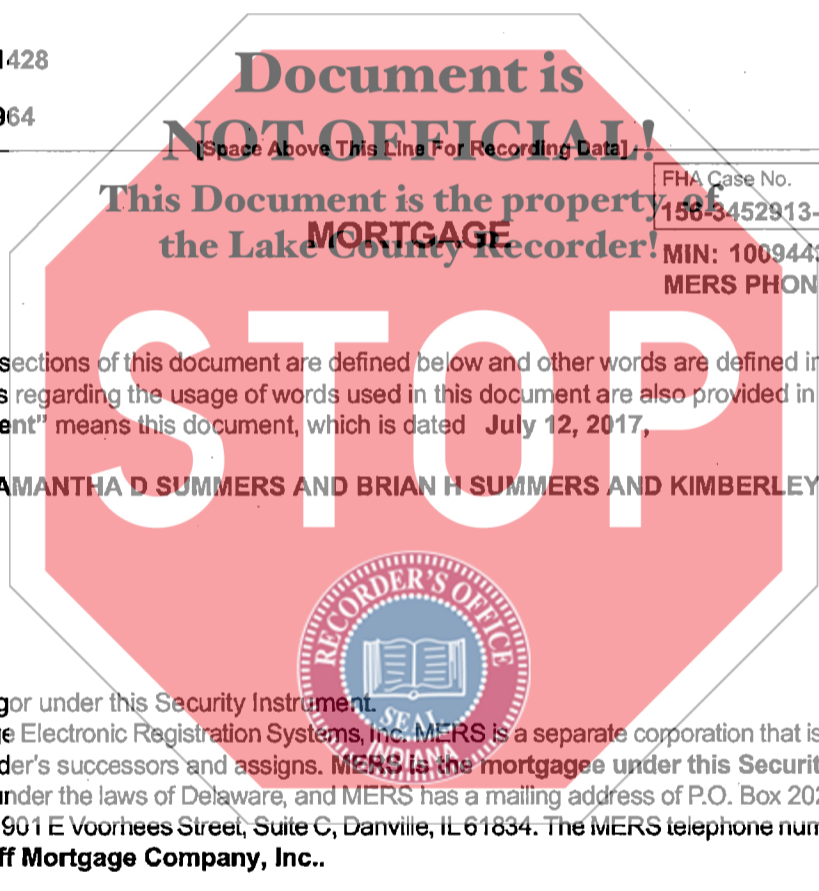 1428
Document is
964
NOT OFFICIAL!
[Space Above This Line For Recording Data]
FHA Case No.
This Document is the property of
156-3452913-
MORTGAGE
the Lake County Recorder!
MIN: 1009443
MERS PHON
STOP
sections of this document are defined below and other words are defined in
s regarding the usage of words used in this document are also provided in
ent” means this document, which is dated July 12, 2017,
AMANTHA D SUMMERS AND BRIAN H SUMMERS AND KIMBERLEY
RECORDER'S OFFICE
SEAL
INDIANA
gor under this Security Instrument.
e Electronic Registration Systems, Inc. MERS is a separate corporation that is
der's successors and assigns. MERS is the mortgagee under this Securit
nder the laws of Delaware, and MERS has a mailing address of P.O. Box 202
901 E Voorhees Street, Suite C, Danville, IL 61834. The MERS telephone num
ff Mortgage Company, Inc..